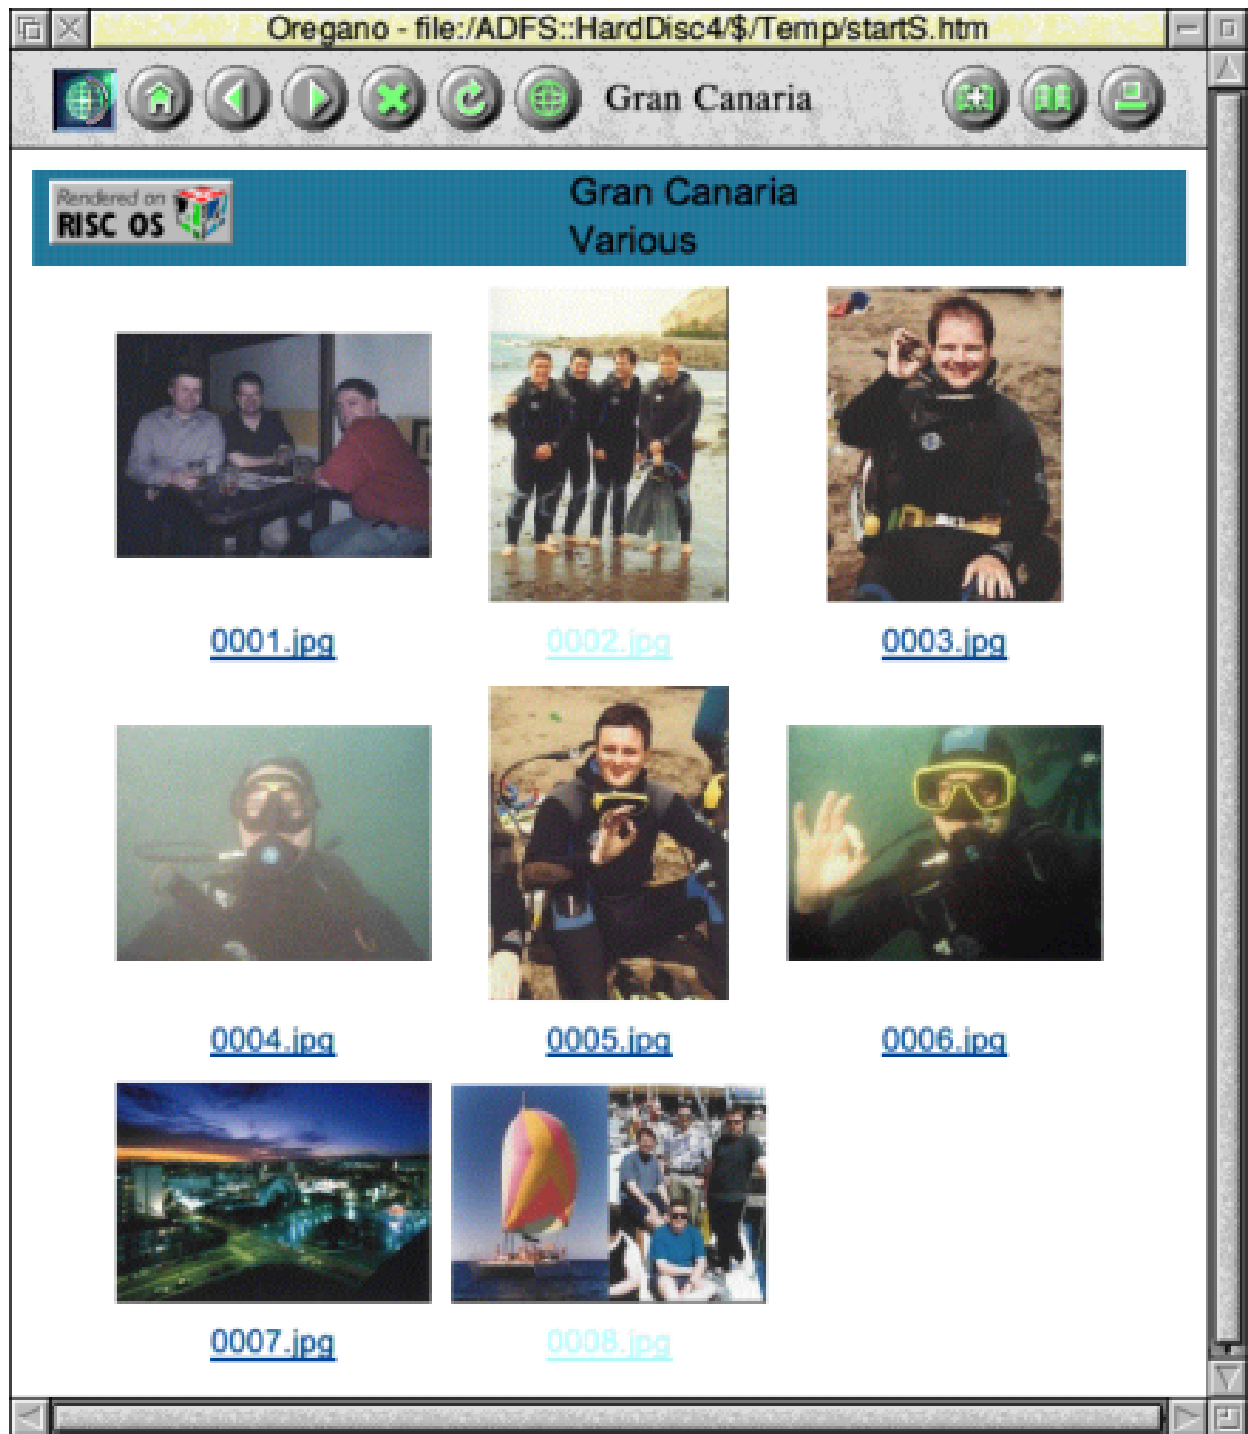 Oregano - file:/ADFS::HardDisc4/$/Temp/startS.htm
Gran Canaria
Rendered on
RISC OS
Gran Canaria
Various
0001.jpg
0002.jpg
0003.jpg
0004.jpg
0005.jpg
0006.jpg
0007.jpg
0008.jpg